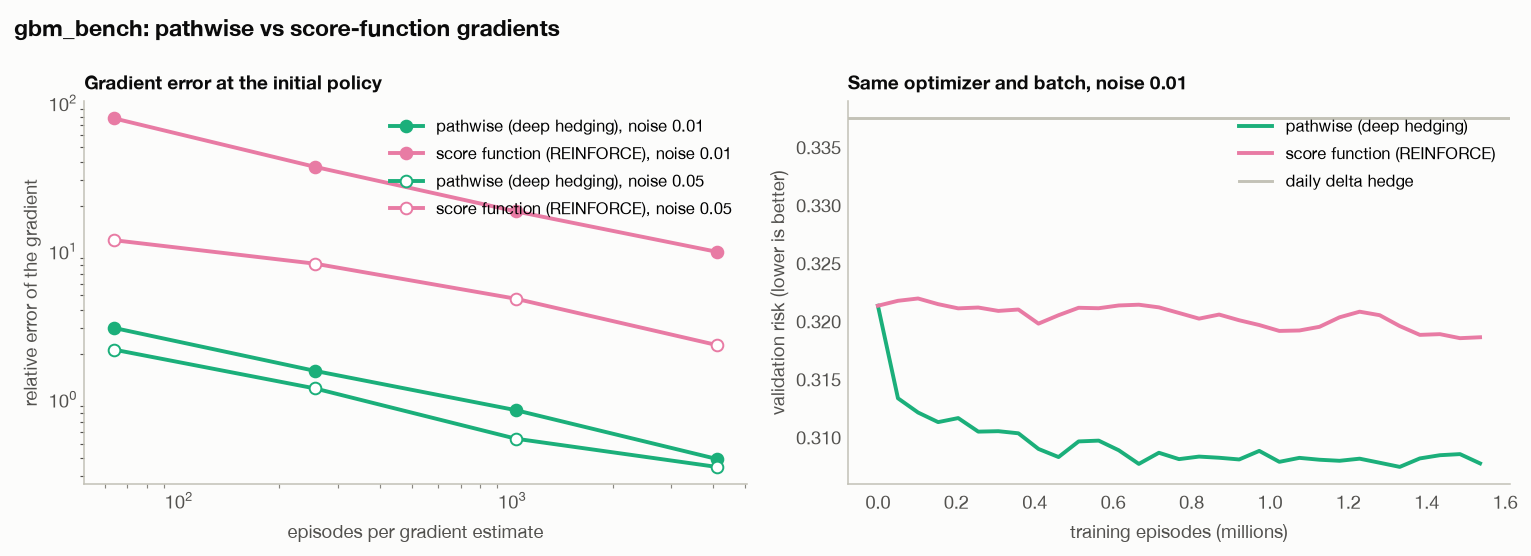 gbm_bench: pathwise vs score-function gradients
Gradient error at the initial policy
10²
10¹
10⁰
relative error of the gradient
pathwise (deep hedging), noise 0.01
score function (REINFORCE), noise 0.01
pathwise (deep hedging), noise 0.05
score function (REINFORCE), noise 0.05
10² 10³
episodes per gradient estimate
Same optimizer and batch, noise 0.01
0.335
0.330
0.325
0.320
0.315
0.310
validation risk (lower is better)
pathwise (deep hedging)
score function (REINFORCE)
daily delta hedge
0.0 0.2 0.4 0.6 0.8 1.0 1.2 1.4 1.6
training episodes (millions)